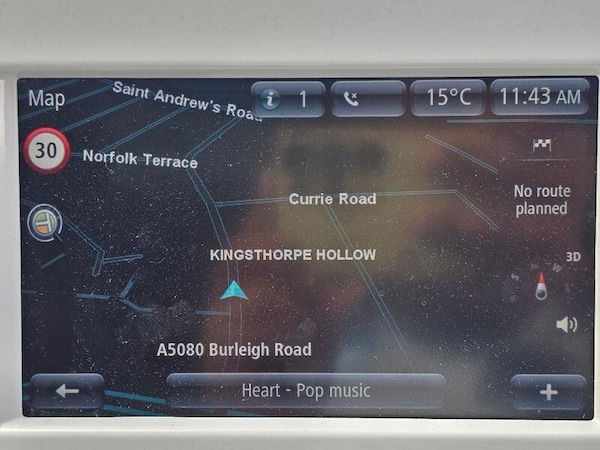 Map
Saint Andrew's Road
i 1
15°C
11:43 AM
30
Norfolk Terrace
Currie Road
No route
planned
KINGSTHORPE HOLLOW
3D
A5080 Burleigh Road
Heart - Pop music
+